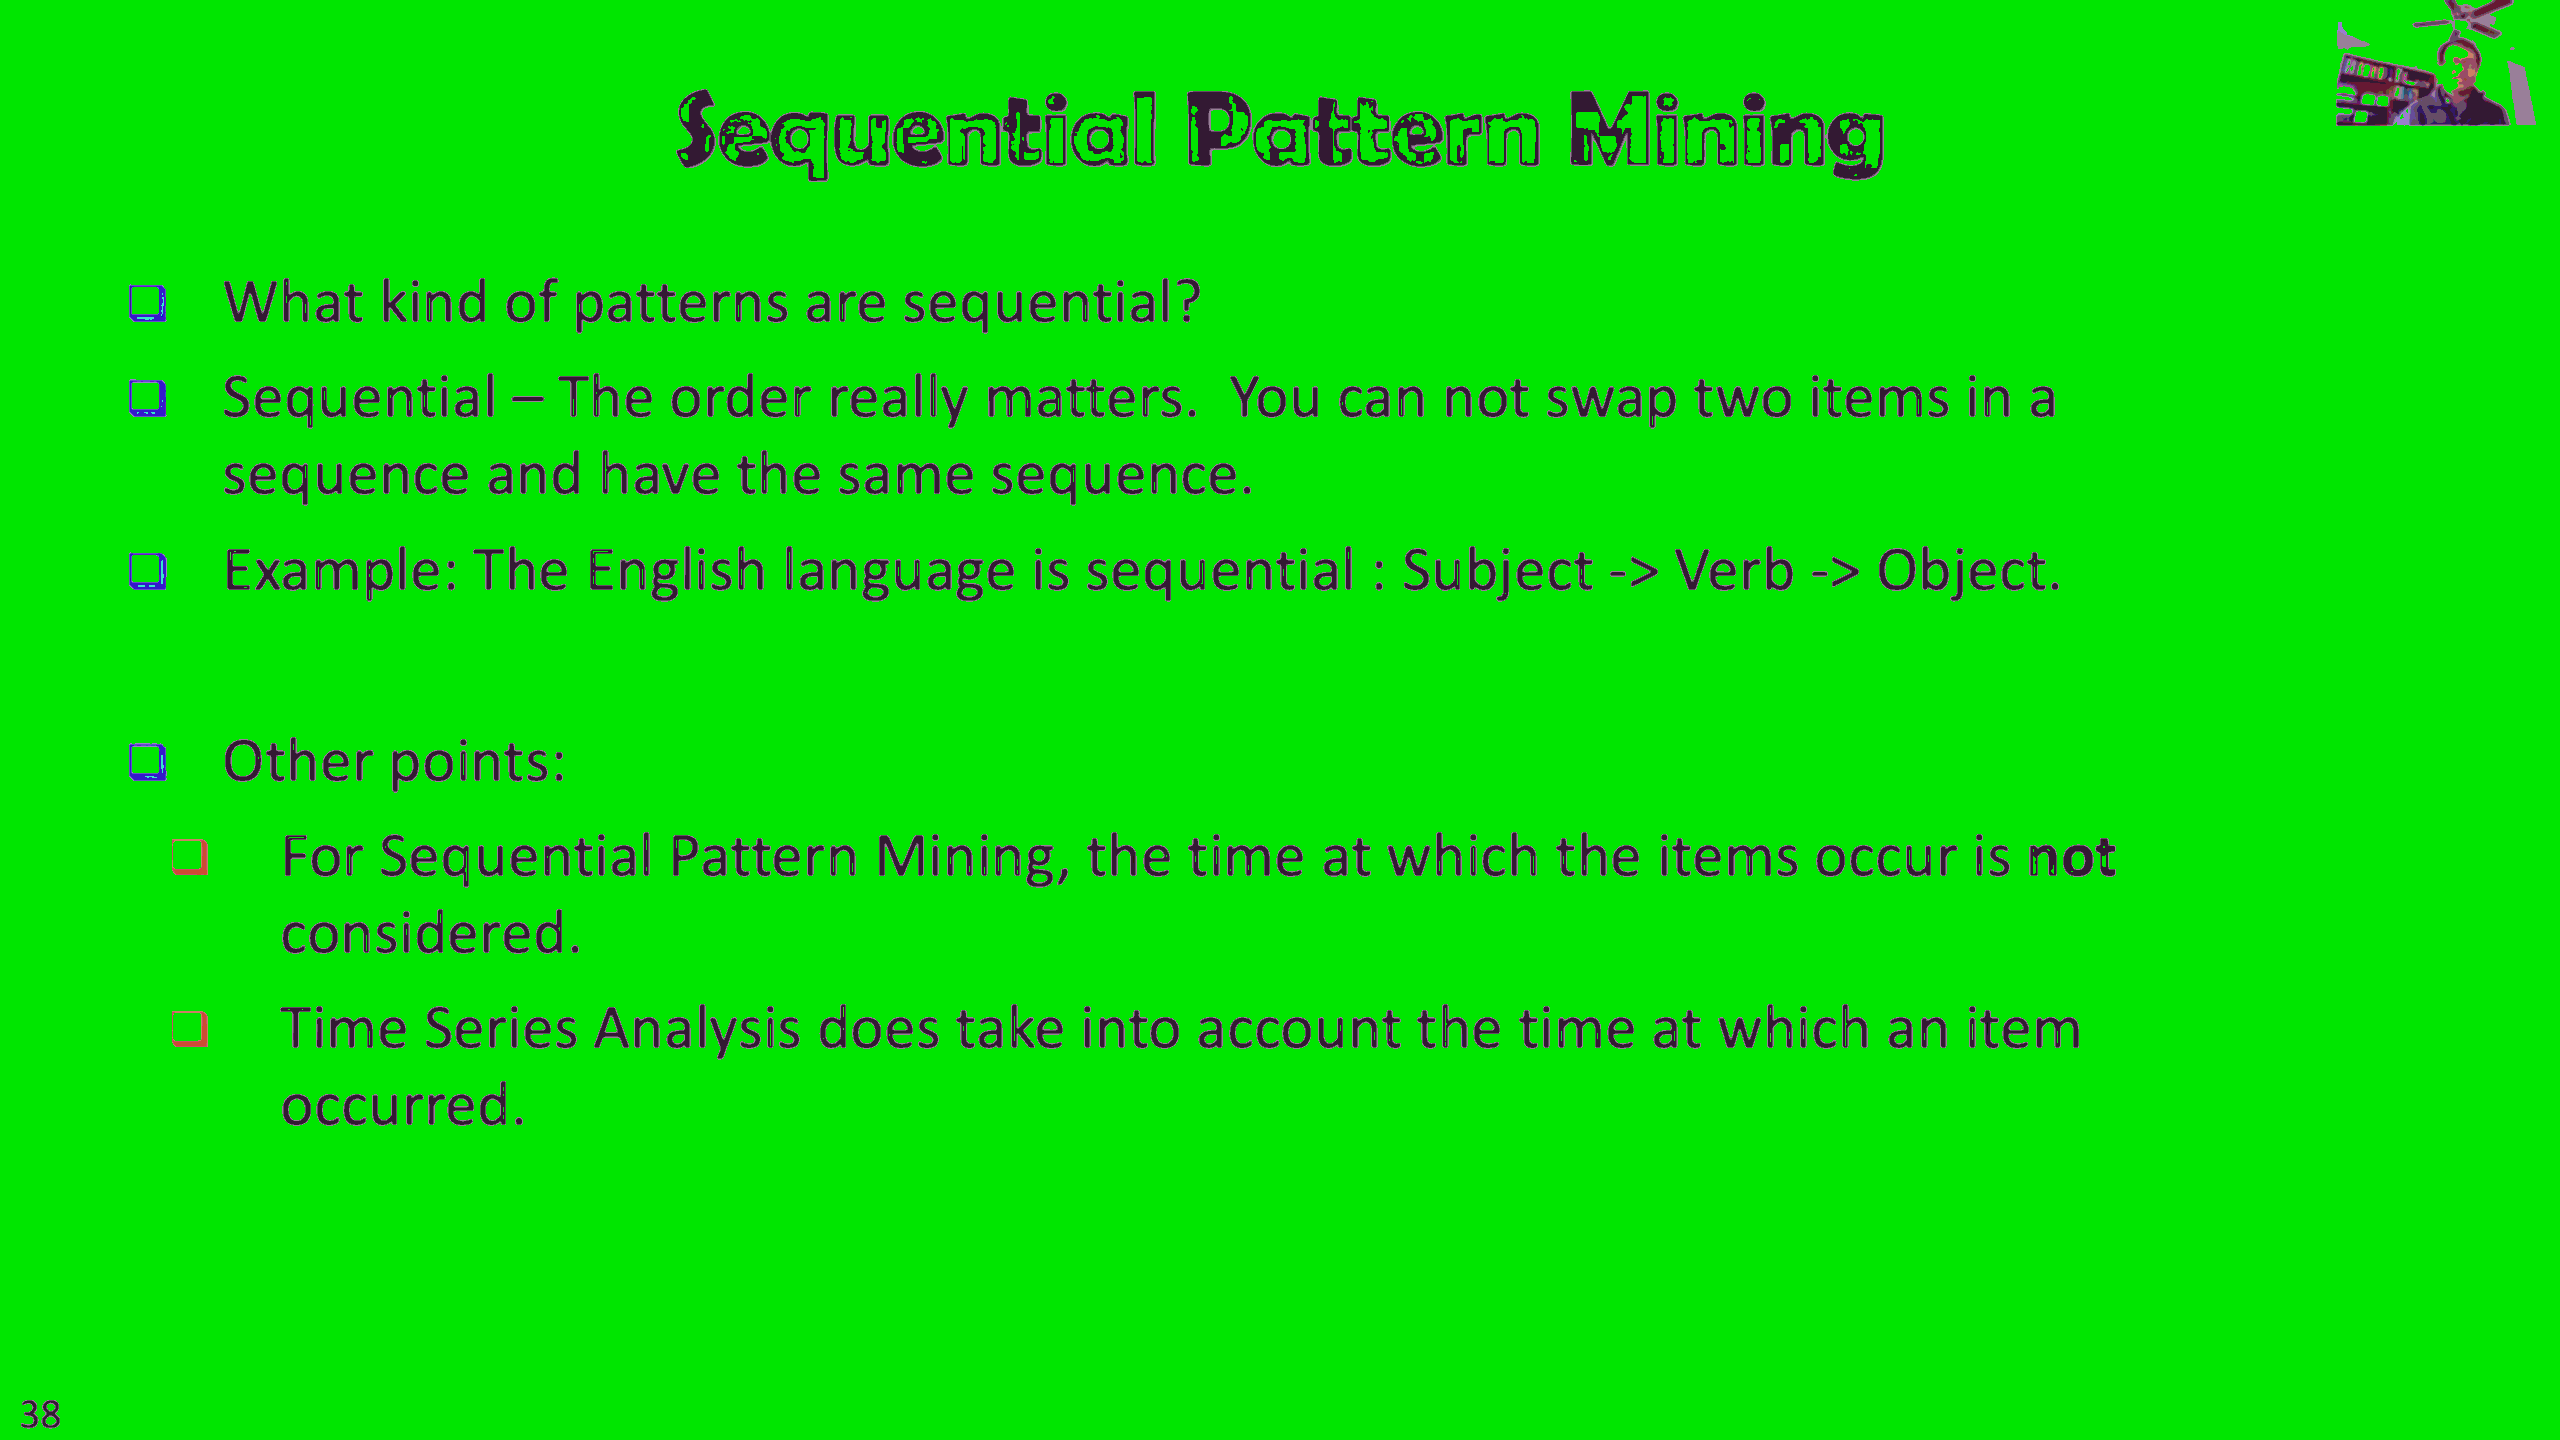 Sequential Pattern Mining
What kind of patterns are sequential?
Sequential – The order really matters.  You can not swap two items in a
sequence and have the same sequence.
Example: The English language is sequential : Subject -> Verb -> Object.
Other points:
For Sequential Pattern Mining, the time at which the items occur is not
considered.
Time Series Analysis does take into account the time at which an item
occurred.
38